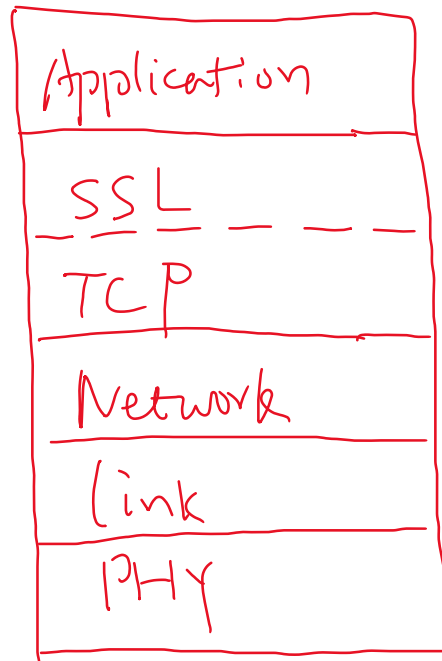 Application
SSL
TCP
Network
link
PHY